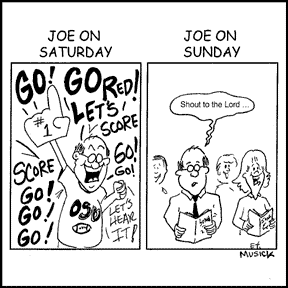 JOE ON
SATURDAY
GO! GO RED!
LET'S
SCORE
#1
SCORE
GO!
GO!
GO!
GO!
GO!
OSU
LET'S
HEAR
IT!
JOE ON
SUNDAY
Shout to the Lord ...
ET.
MUSICK